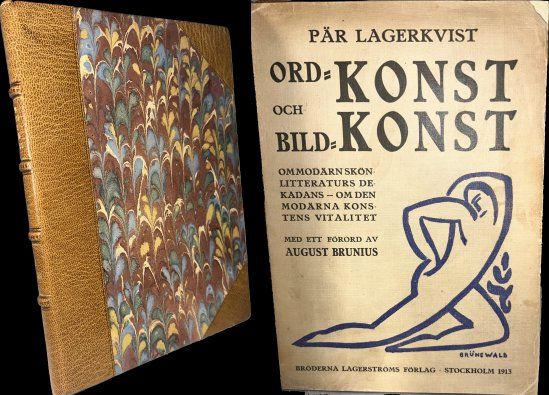 PÄR LAGERKVIST
ORD=KONST
OCH
BILD=KONST
OM MODÄRN SKÖN
LITTERATURS DE
KADANS — OM DEN
MODÄRNA KONS
TENS VITALITET
MED ETT FÖRORD AV
AUGUST BRUNIUS
GRÜNEWALD
BRÖDERNA LAGERSTRÖMS FÖRLAG · STOCKHOLM 1913